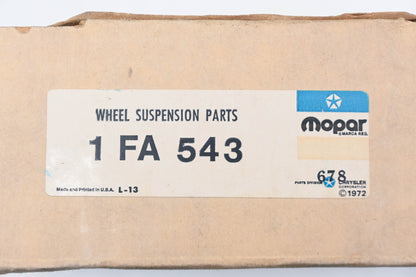 WHEEL SUSPENSION PARTS
1 FA 543
Made and Printed in U.S.A. L-13
Mopar
® MARCA REG.
678
PARTS DIVISION CHRYSLER
CORPORATION
©1972